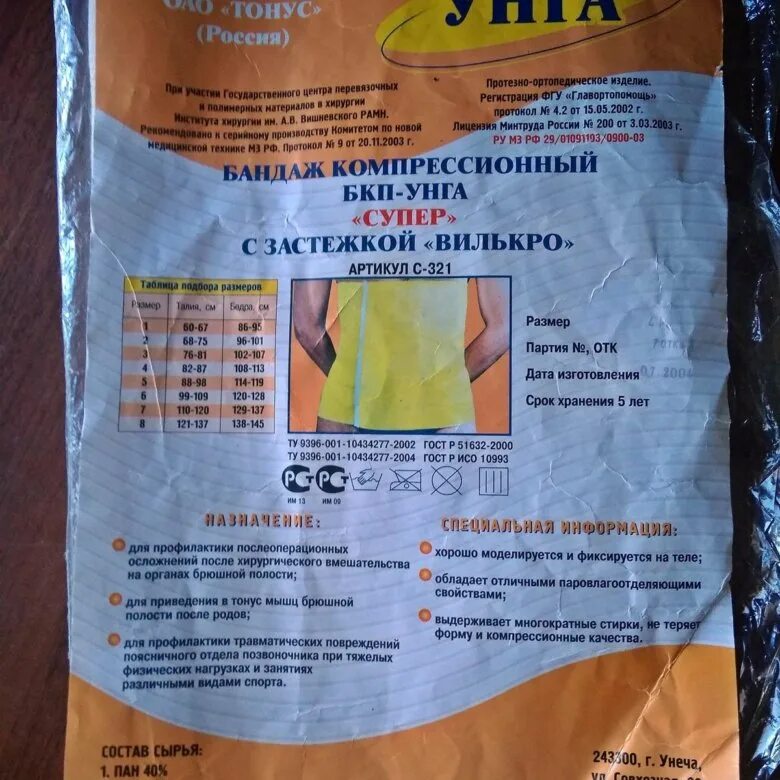 ОАО «ТОНУС»
(Россия)
УНГА
При участии Государственного центра перевязочных
и полимерных материалов в хирургии
Института хирургии им. А.В. Вишневского РАМН.
Рекомендовано к серийному производству Комитетом по новой
медицинской технике МЗ РФ. Протокол № 9 от 20.11.2003 г.
Протезно-ортопедическое изделие.
Регистрация ФГУ «Главортопомощь»
протокол № 4.2 от 15.05.2002 г.
Лицензия Минтруда России № 200 от 3.03.2003 г.
РУ МЗ РФ 29/01091193/0900-03
БАНДАЖ КОМПРЕССИОННЫЙ
БКП-УНГА
«СУПЕР»
С ЗАСТЕЖКОЙ «ВИЛЬКРО»
АРТИКУЛ С-321
Таблица подбора размеров
Размер Талия, см Бедра, см
1 60-67 86-95
2 68-75 96-101
3 76-81 102-107
4 82-87 108-113
5 88-98 114-119
6 99-109 120-128
7 110-120 129-137
8 121-137 138-145
Размер
Партия №, ОТК
Дата изготовления
Срок хранения 5 лет
ТУ 9396-001-10434277-2002 ГОСТ Р 51632-2000
ТУ 9396-001-10434277-2004 ГОСТ Р ИСО 10993
РСТ РСТ
ИМ 13 ИМ 09
НАЗНАЧЕНИЕ:
для профилактики послеоперационных
осложнений после хирургического вмешательства
на органах брюшной полости;
для приведения в тонус мышц брюшной
полости после родов;
для профилактики травматических повреждений
поясничного отдела позвоночника при тяжелых
физических нагрузках и занятиях
различными видами спорта.
СПЕЦИАЛЬНАЯ ИНФОРМАЦИЯ:
хорошо моделируется и фиксируется на теле;
обладает отличными паровлагоотделяющими
свойствами;
выдерживает многократные стирки, не теряет
форму и компрессионные качества.
СОСТАВ СЫРЬЯ:
1. ПАН 40%
243300, г. Унеча,
ул. Совхозная